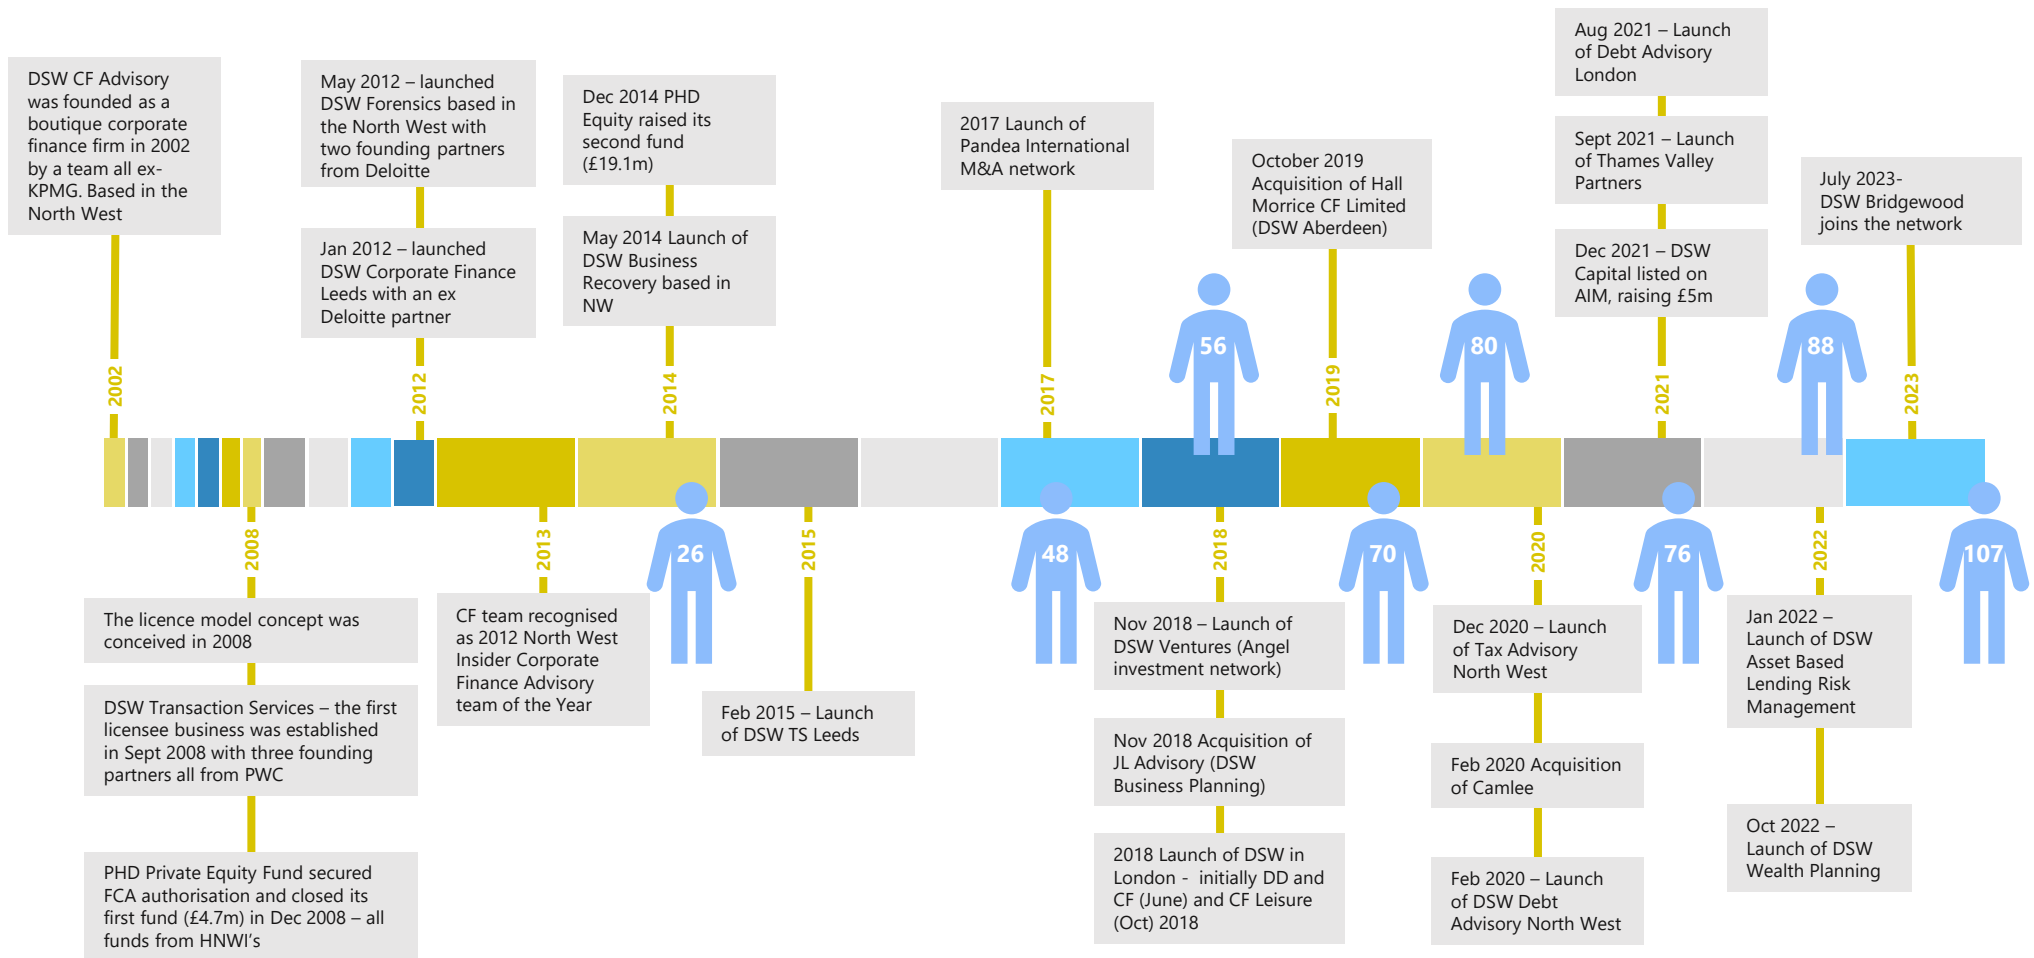 DSW CF Advisory
was founded as a
boutique corporate
finance firm in 2002
by a team all ex-
KPMG. Based in the
North West
2002
The licence model concept was
conceived in 2008
DSW Transaction Services – the first
licensee business was established
in Sept 2008 with three founding
partners all from PWC
PHD Private Equity Fund secured
FCA authorisation and closed its
first fund (£4.7m) in Dec 2008 – all
funds from HNWI's
2008
May 2012 – launched
DSW Forensics based in
the North West with
two founding partners
from Deloitte
Jan 2012 – launched
DSW Corporate Finance
Leeds with an ex
Deloitte partner
2012
2013
CF team recognised
as 2012 North West
Insider Corporate
Finance Advisory
team of the Year
Dec 2014 PHD
Equity raised its
second fund
(£19.1m)
May 2014 Launch of
DSW Business
Recovery based in
NW
2014
26
2015
Feb 2015 – Launch
of DSW TS Leeds
2017 Launch of
Pandea International
M&A network
2017
48
56
2018
Nov 2018 – Launch of
DSW Ventures (Angel
investment network)
Nov 2018 Acquisition of
JL Advisory (DSW
Business Planning)
2018 Launch of DSW in
London -  initially DD and
CF (June) and CF Leisure
(Oct) 2018
October 2019
Acquisition of Hall
Morrice CF Limited
(DSW Aberdeen)
2019
70
80
2020
Dec 2020 – Launch
of Tax Advisory
North West
Feb 2020 Acquisition
of Camlee
Feb 2020 – Launch
of DSW Debt
Advisory North West
Aug 2021 – Launch
of Debt Advisory
London
Sept 2021 – Launch
of Thames Valley
Partners
Dec 2021 – DSW
Capital listed on
AIM, raising £5m
2021
76
88
2022
Jan 2022 –
Launch of DSW
Asset Based
Lending Risk
Management
Oct 2022 –
Launch of DSW
Wealth Planning
July 2023-
DSW Bridgewood
joins the network
2023
107